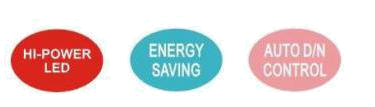 HI-POWER
LED
ENERGY
SAVING
AUTO D/N
CONTROL